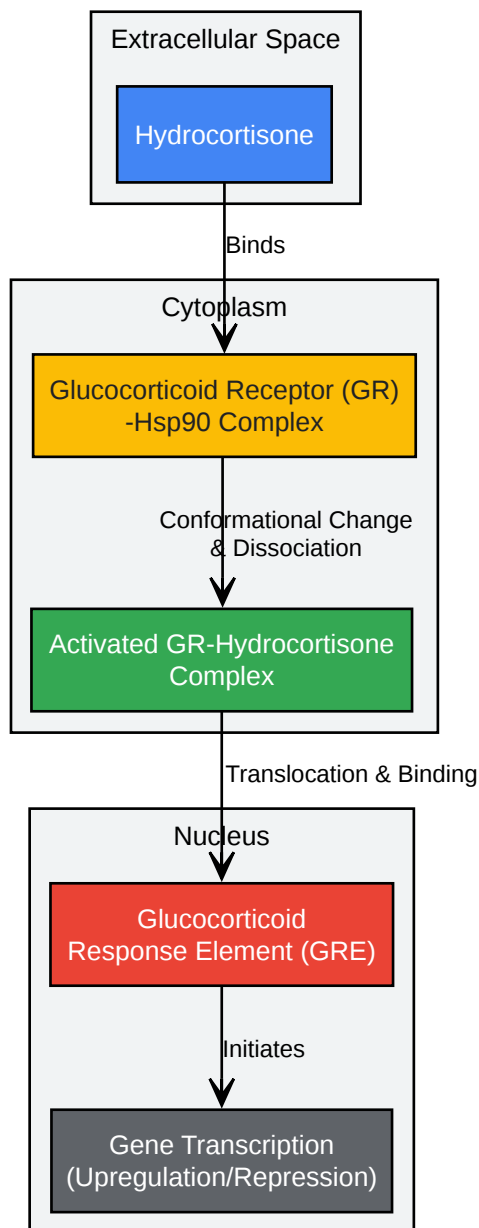 Extracellular Space
Hydrocortisone
Binds
Cytoplasm
Glucocorticoid Receptor (GR)
-Hsp90 Complex
Conformational Change
& Dissociation
Activated GR-Hydrocortisone
Complex
Translocation & Binding
Nucleus
Glucocorticoid
Response Element (GRE)
Initiates
Gene Transcription
(Upregulation/Repression)